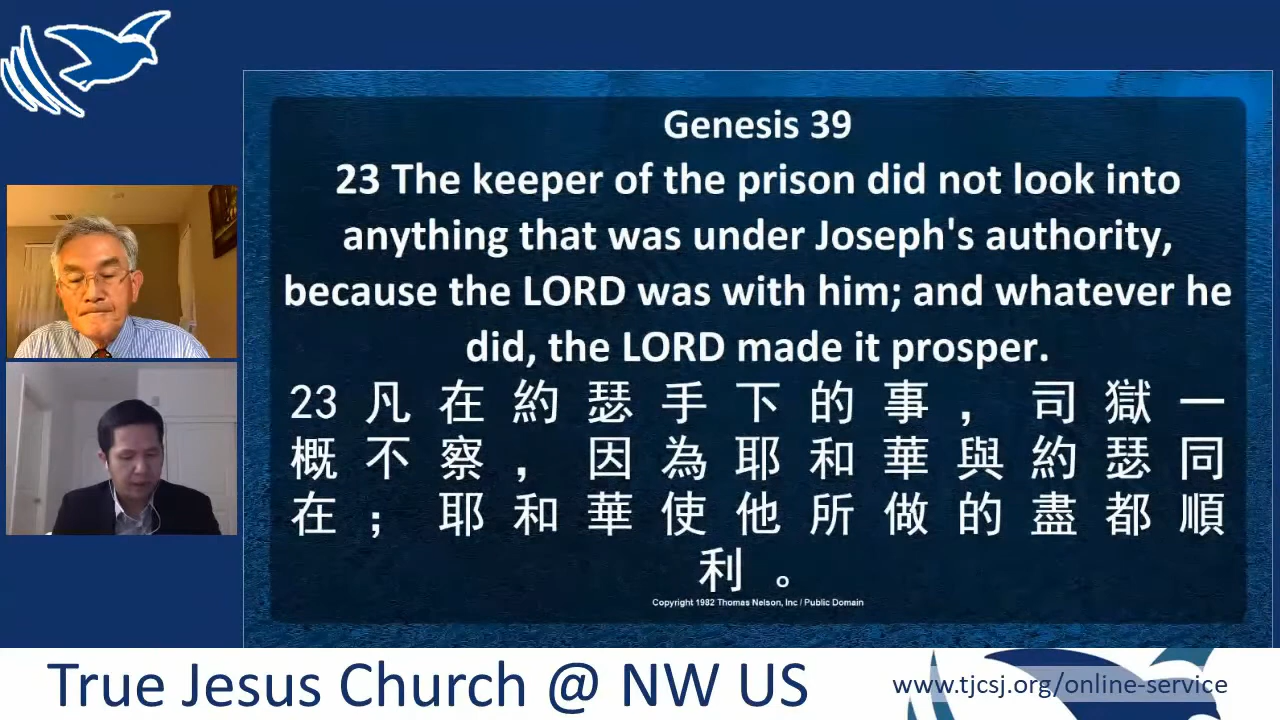 Genesis 39
23 The keeper of the prison did not look into
anything that was under Joseph's authority,
because the LORD was with him; and whatever he
did, the LORD made it prosper.
23 凡在約瑟手下的事，司獄一
概不察，因為耶和華與約瑟同
在；耶和華使他所做的盡都順
利。
Copyright 1982 Thomas Nelson, Inc / Public Domain
True Jesus Church @ NW US
www.tjcsj.org/online-service